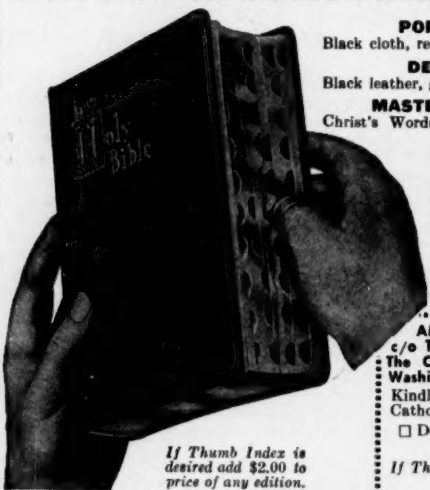 POP
Black cloth, re
DE
Black leather,
MASTE
Christ's Words
Holy
Bible
A
c/o T
The C
Washi
Kindl
Catho
☐ D
If Thumb Index is
desired add $2.00 to
price of any edition.
If Th